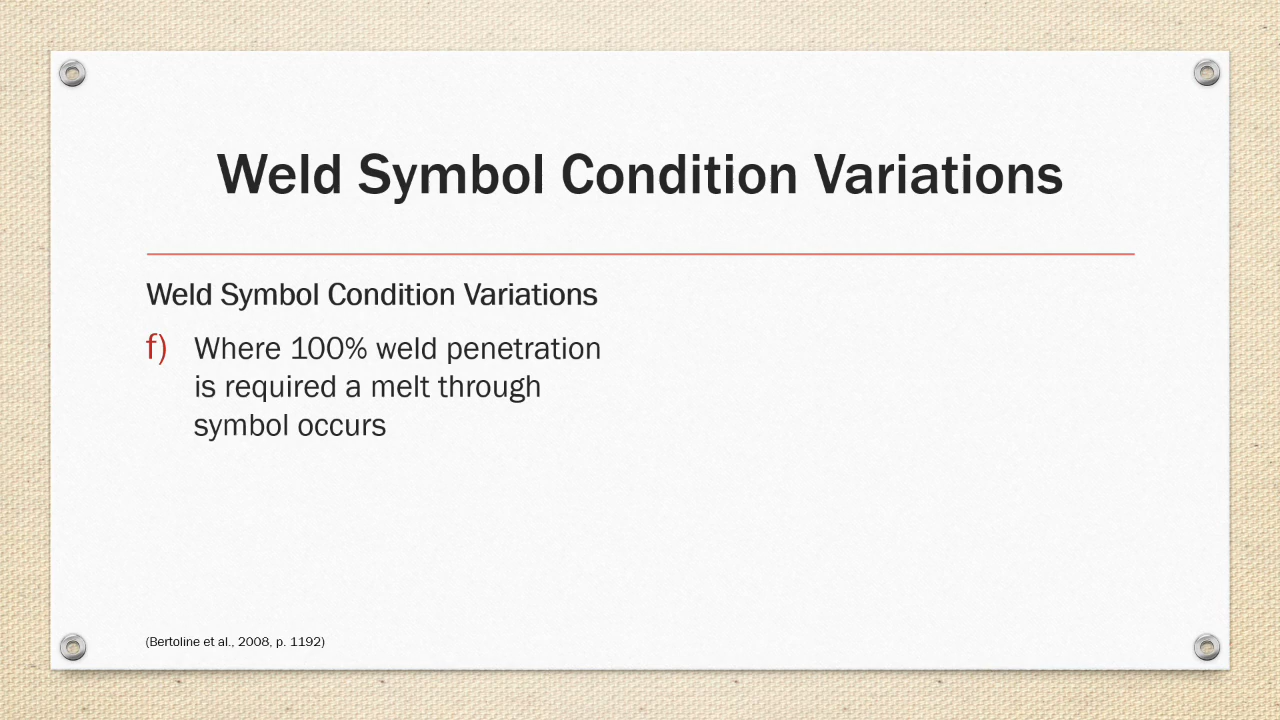 Weld Symbol Condition Variations
Weld Symbol Condition Variations
f) Where 100% weld penetration
is required a melt through
symbol occurs
(Bertoline et al., 2008, p. 1192)